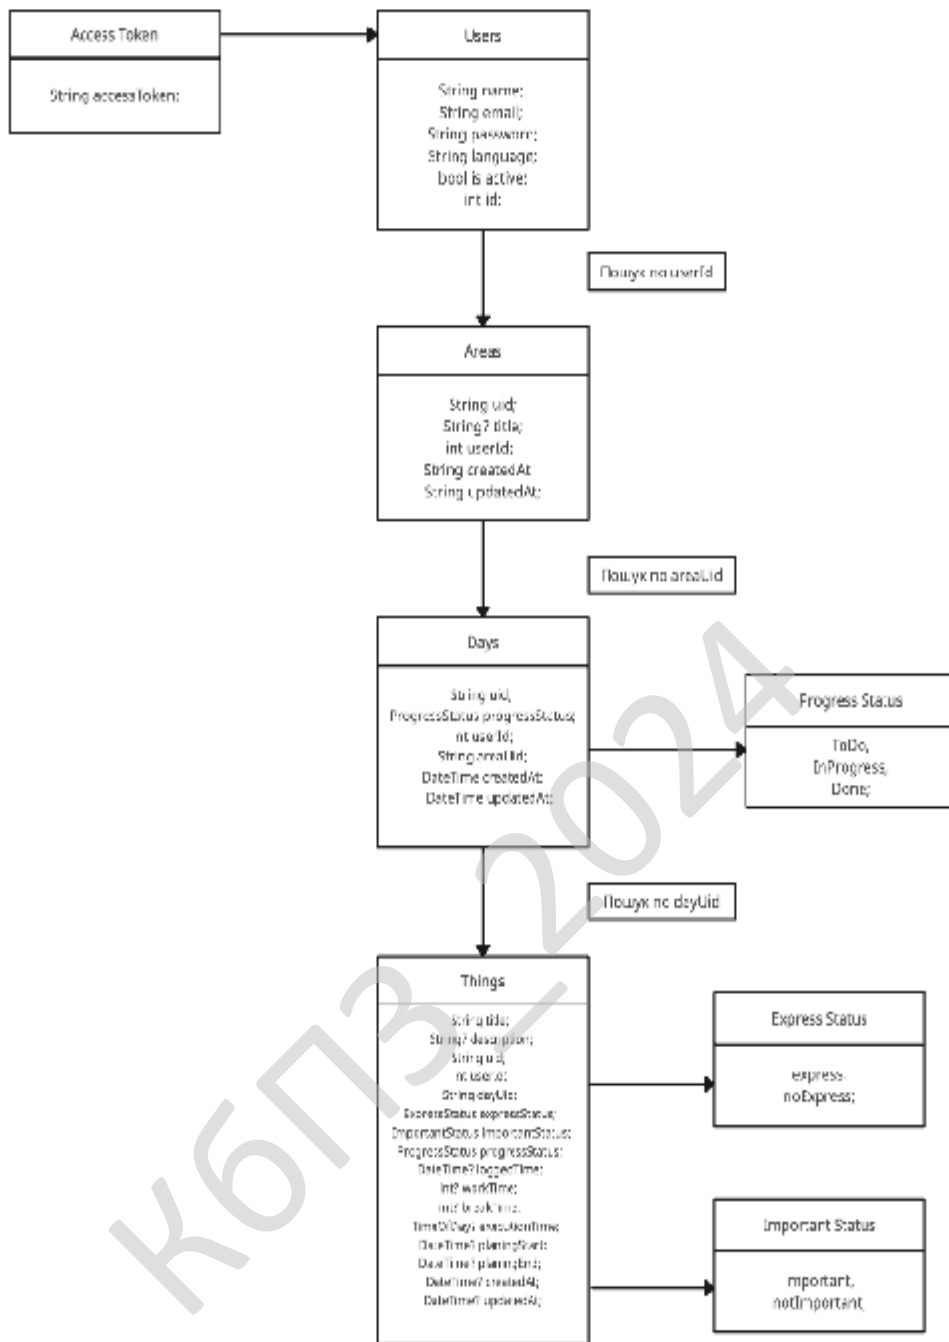 Access Token
String accessToken;
Users
String name;
String email;
String password;
String language;
bool is active;
int id;
Пошук по userId
Areas
String uid;
String? title;
int userId;
String createdAt;
String updatedAt;
Пошук по areaUid
Days
String uid;
ProgressStatus progressStatus;
int userId;
String areaUid;
DateTime createdAt;
DateTime updatedAt;
Progress Status
ToDo,
InProgress,
Done;
Пошук по dayUid
Things
String title;
String? description;
String uid;
int userId;
String dayUid;
ExpressStatus expressStatus;
ImportantStatus importantStatus;
ProgressStatus progressStatus;
DateTime? loggedTime;
int? workTime;
int? breakTime;
TimeOfDay? executionTime;
DateTime? planingStart;
DateTime? planingEnd;
DateTime? createdAt;
DateTime? updatedAt;
Express Status
express,
noExpress;
Important Status
important,
notImportant;
КбПЗ_2024